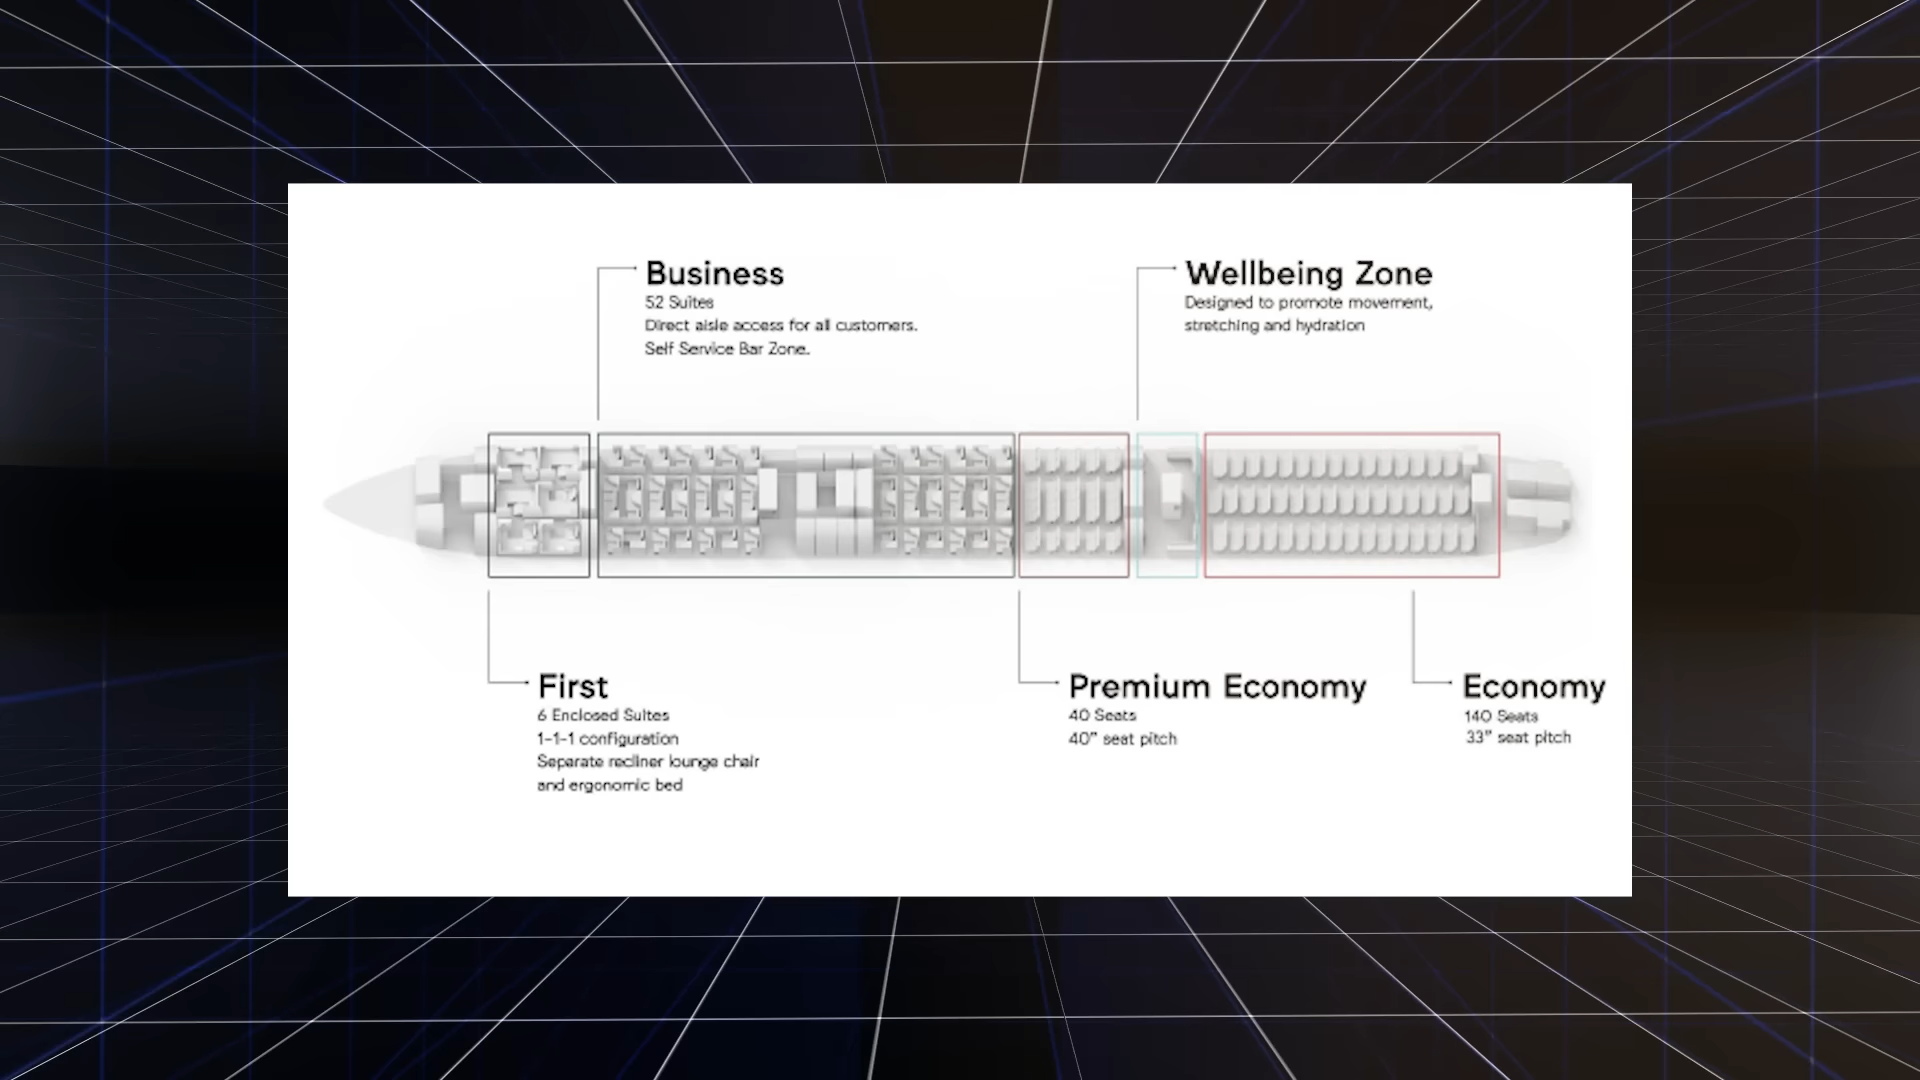 Business
52 Suites
Direct aisle access for all customers.
Self Service Bar Zone.
Wellbeing Zone
Designed to promote movement,
stretching and hydration
First
6 Enclosed Suites
1-1-1 configuration
Separate recliner lounge chair
and ergonomic bed
Premium Economy
40 Seats
40" seat pitch
Economy
140 Seats
33" seat pitch